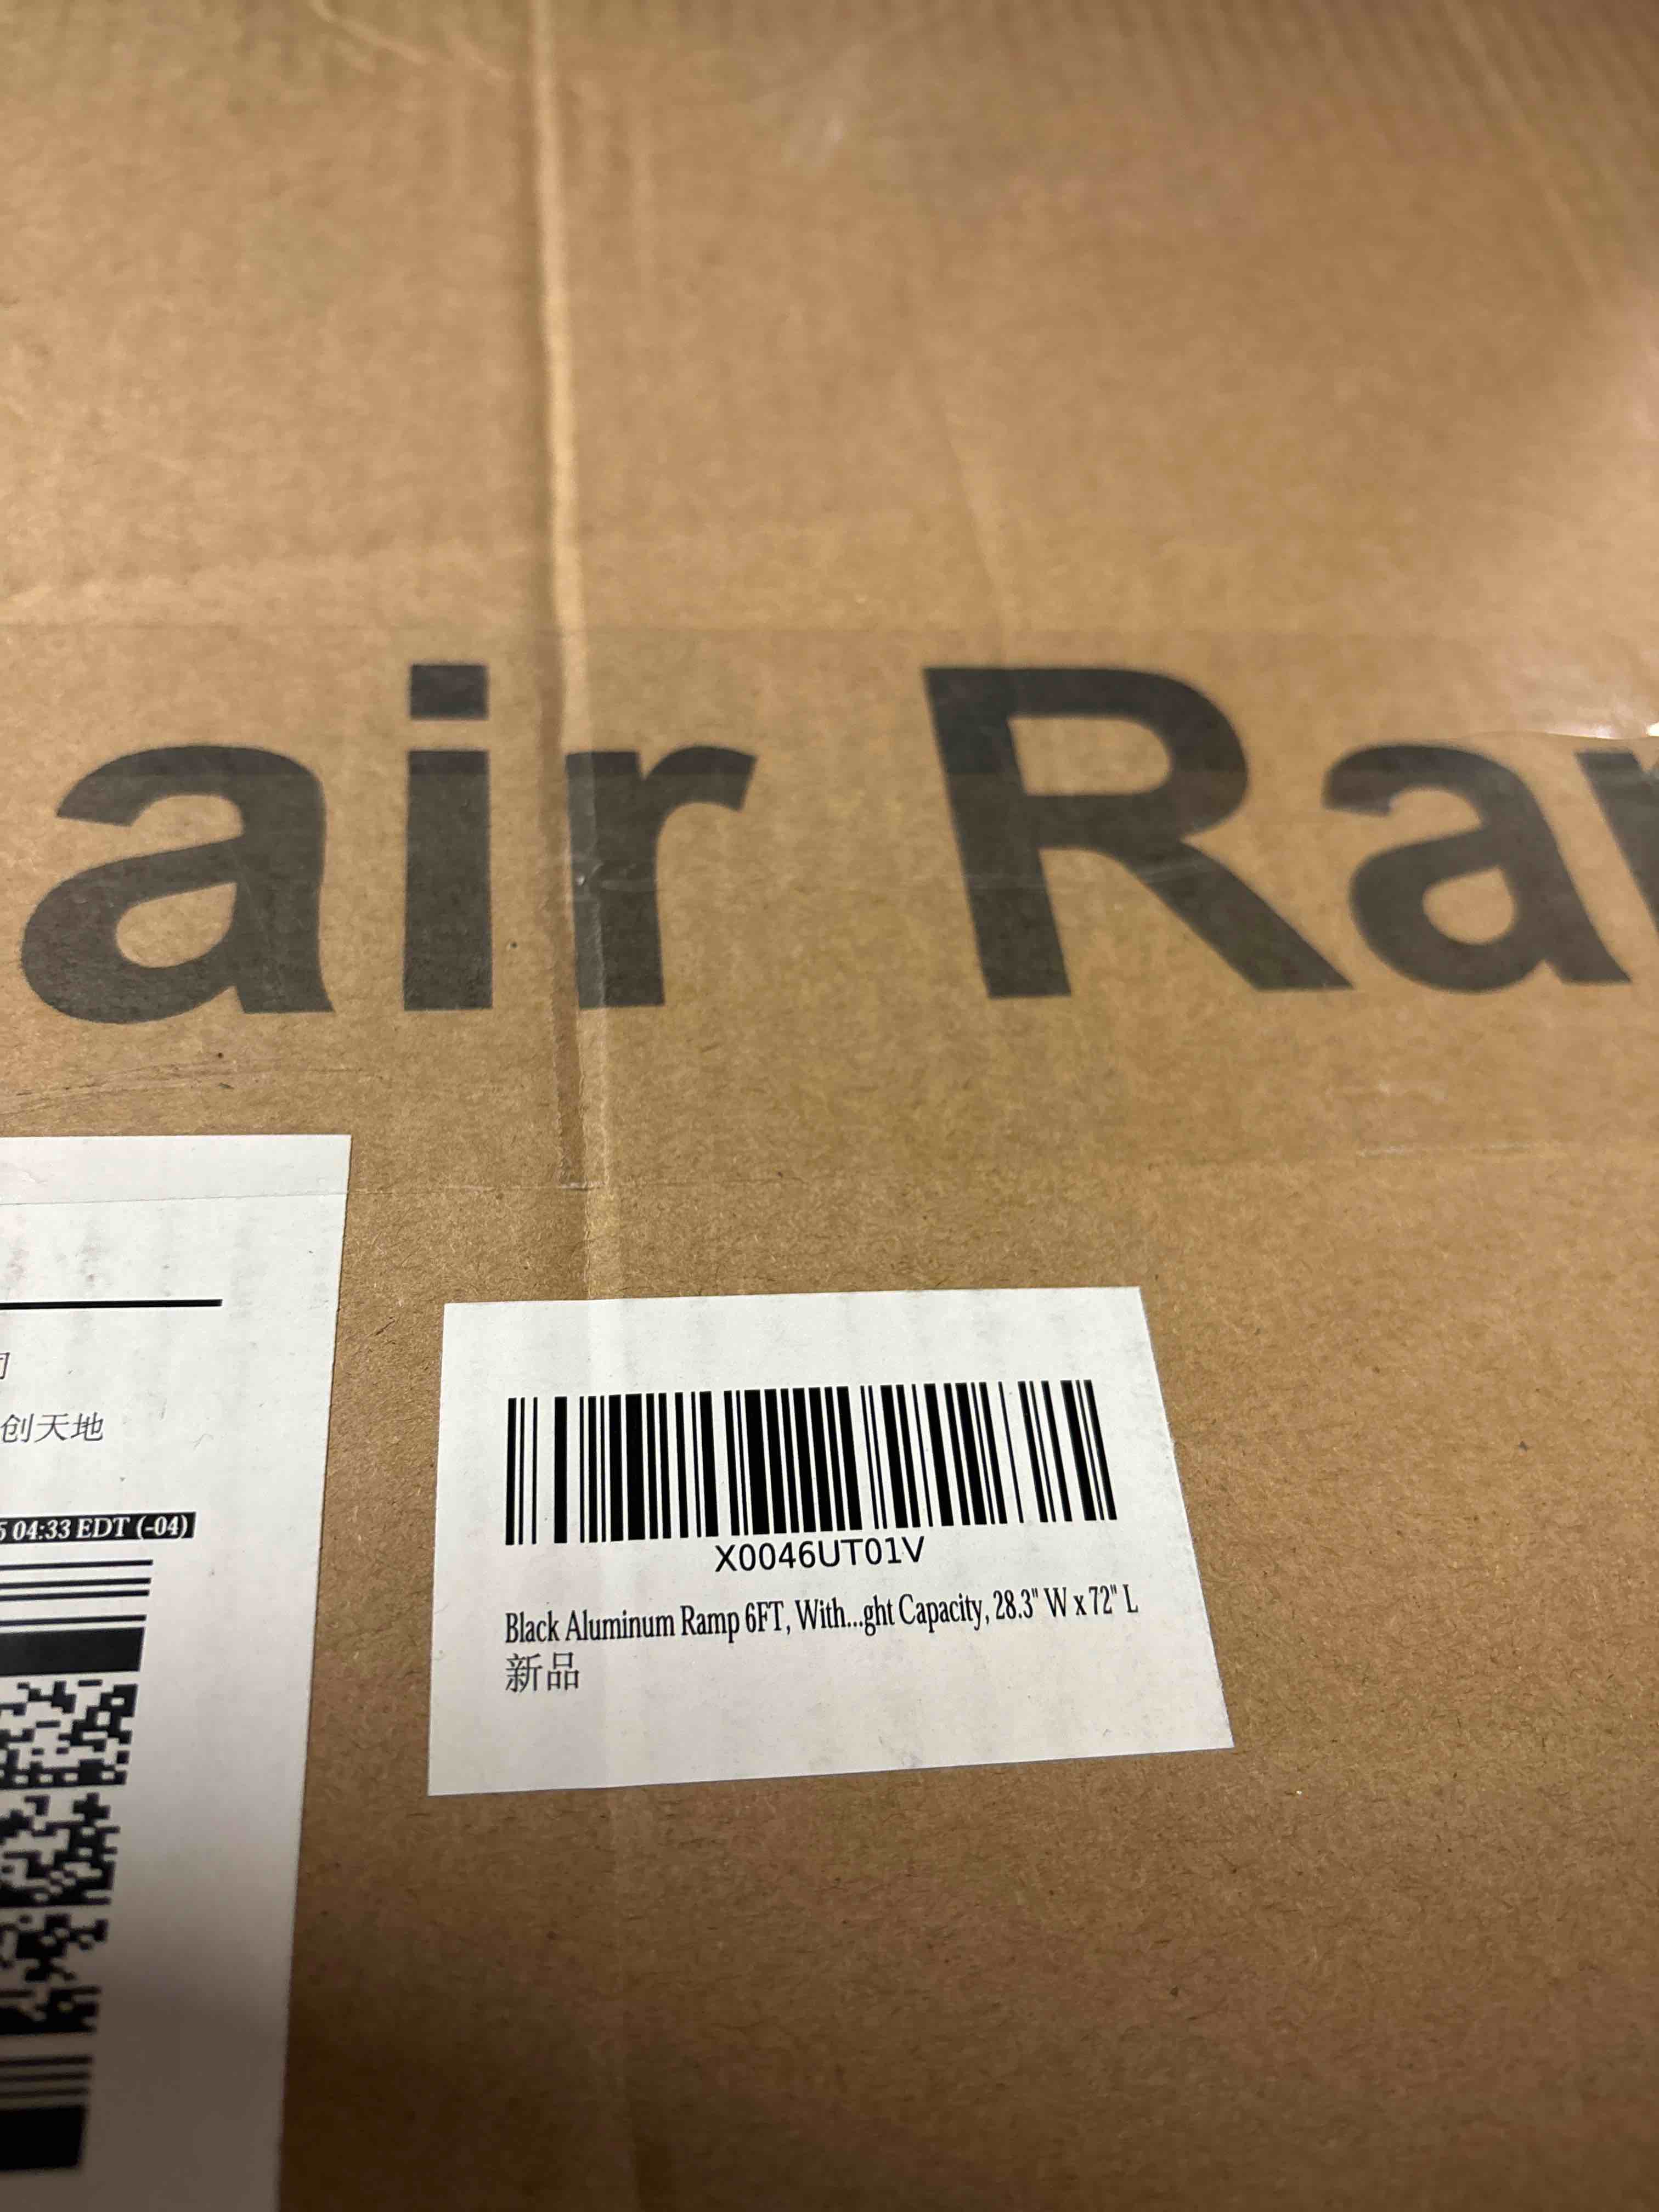 air Ra
创天地
5 04:33 EDT (-04)
X0046UT01V
Black Aluminum Ramp 6FT, With...ght Capacity, 28.3" W x 72" L
新品